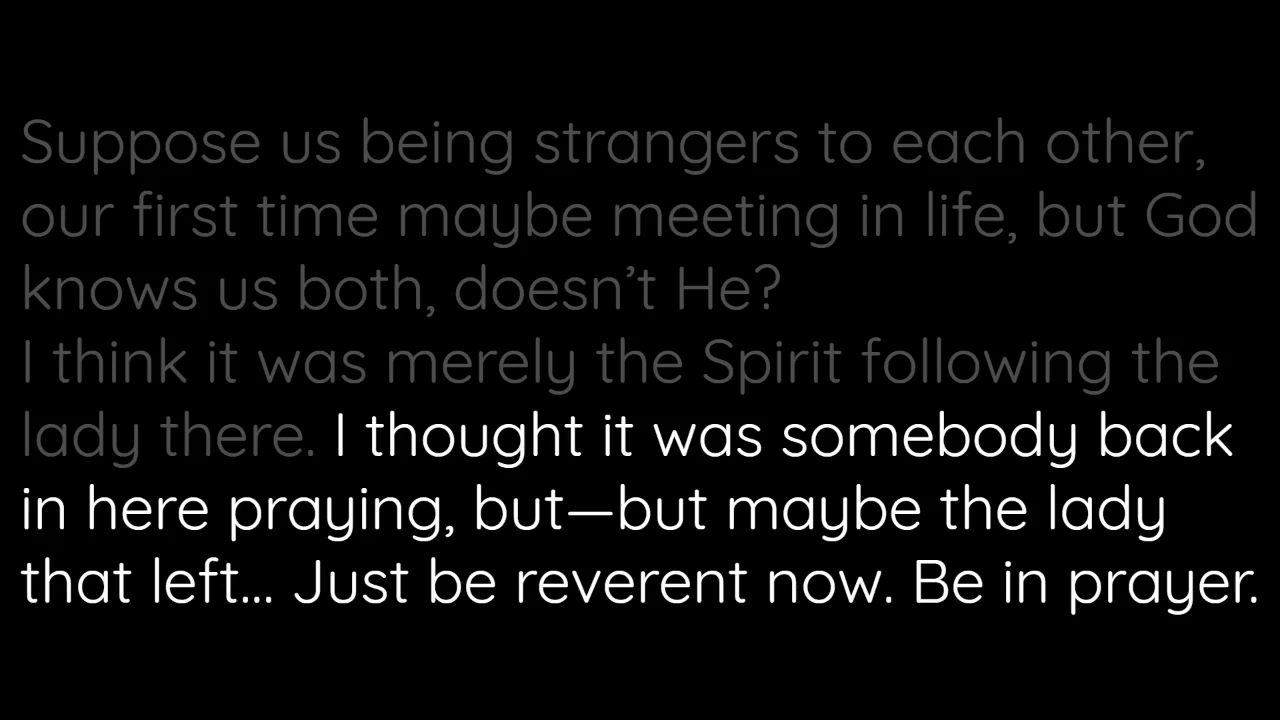 Suppose us being strangers to each other,
our first time maybe meeting in life, but God
knows us both, doesn’t He?
I think it was merely the Spirit following the
lady there. I thought it was somebody back
in here praying, but—but maybe the lady
that left... Just be reverent now. Be in prayer.